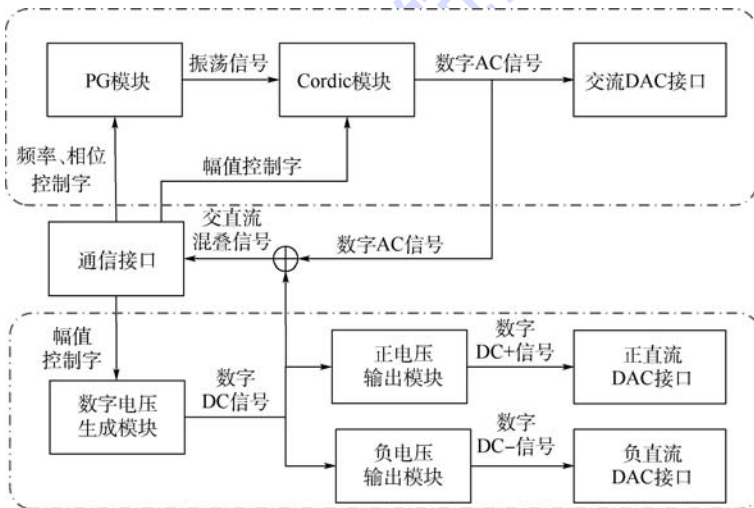 PG模块
振荡信号
Cordic模块
数字AC信号
交流DAC接口
频率、相位
控制字
幅值控制字
通信接口
交直流
混叠信号
数字AC信号
幅值
控制字
数字电压
生成模块
数字
DC信号
正电压
输出模块
数字
DC+信号
正直流
DAC接口
负电压
输出模块
数字
DC-信号
负直流
DAC接口